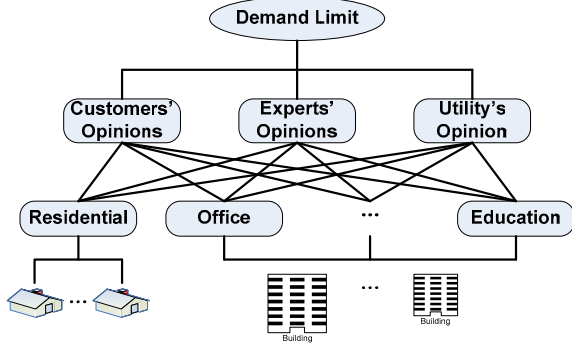 Demand Limit
Customers'
Opinions
Experts'
Opinions
Utility's
Opinion
Residential
Office
...
Education
...
...
Building
Building